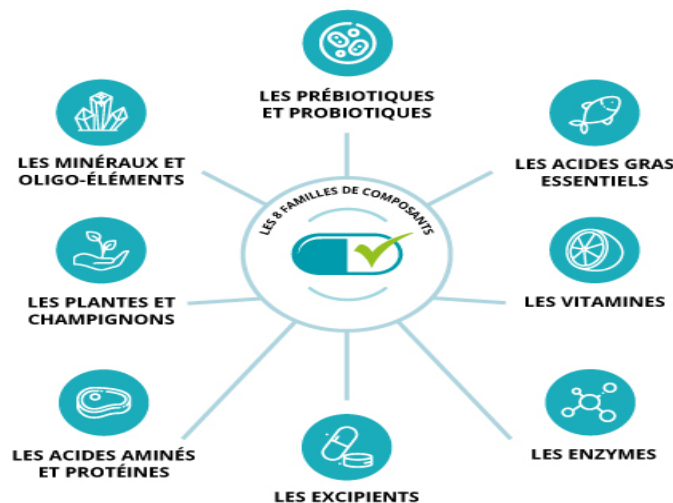 LES PRÉBIOTIQUES
ET PROBIOTIQUES
LES MINÉRAUX ET
OLIGO-ÉLÉMENTS
LES ACIDES GRAS
ESSENTIELS
LES 8 FAMILLES DE COMPOSANTS
LES PLANTES ET
CHAMPIGNONS
LES VITAMINES
LES ACIDES AMINÉS
ET PROTÉINES
LES EXCIPIENTS
LES ENZYMES